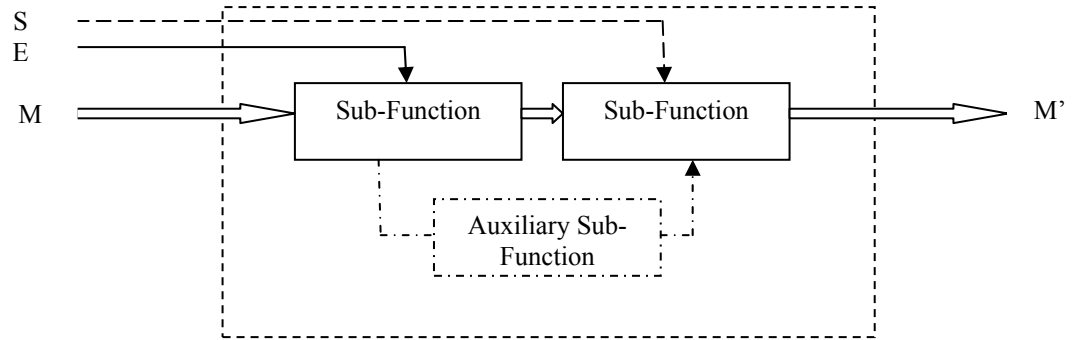 S
E
M
Sub-Function
Sub-Function
M’
Auxiliary Sub-
Function